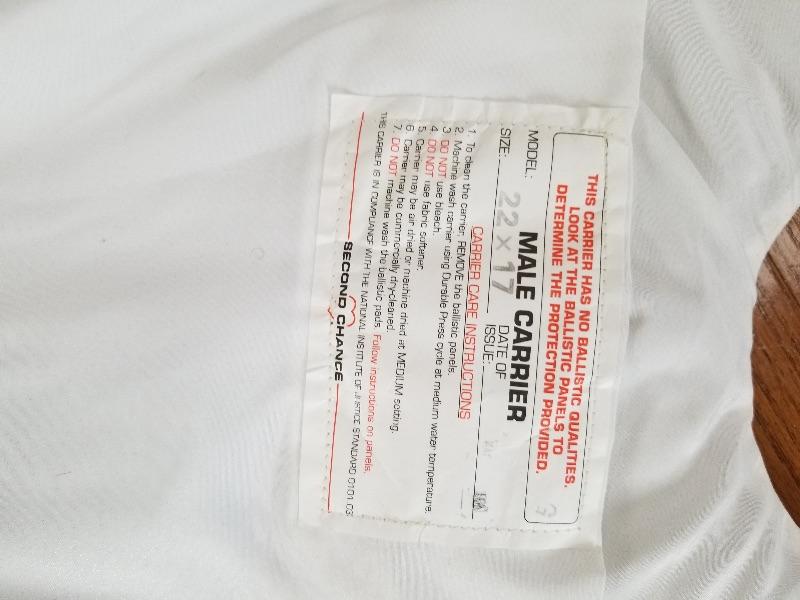 THIS CARRIER HAS NO BALLISTIC QUALITIES.
LOOK AT THE BALLISTIC PANELS TO
DETERMINE THE PROTECTION PROVIDED.
MODEL: MALE CARRIER
SIZE: 22 X 17 DATE OF
ISSUE:
CARRIER CARE INSTRUCTIONS
1. To clean the carrier, REMOVE the ballistic panels.
2. Machine wash carrier using Durable Press cycle at medium water temperature.
3. DO NOT use bleach.
4. DO NOT use fabric softener.
5. Carrier may be air dried or machine dried at MEDIUM setting.
6. Carrier may be commercially dry-cleaned.
7. DO NOT machine wash the ballistic pads. Follow instructions on panels.
THIS CARRIER IS IN COMPLIANCE WITH THE NATIONAL INSTITUTE OF JUSTICE STANDARD 0101.03
SECOND CHANCE